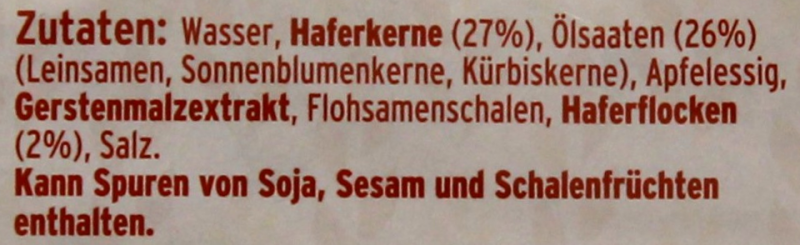 Zutaten: Wasser, Haferkerne (27%), Ölsaaten (26%)
(Leinsamen, Sonnenblumenkerne, Kürbiskerne), Apfelessig,
Gerstenmalzextrakt, Flohsamenschalen, Haferflocken
(2%), Salz.
Kann Spuren von Soja, Sesam und Schalenfrüchten
enthalten.